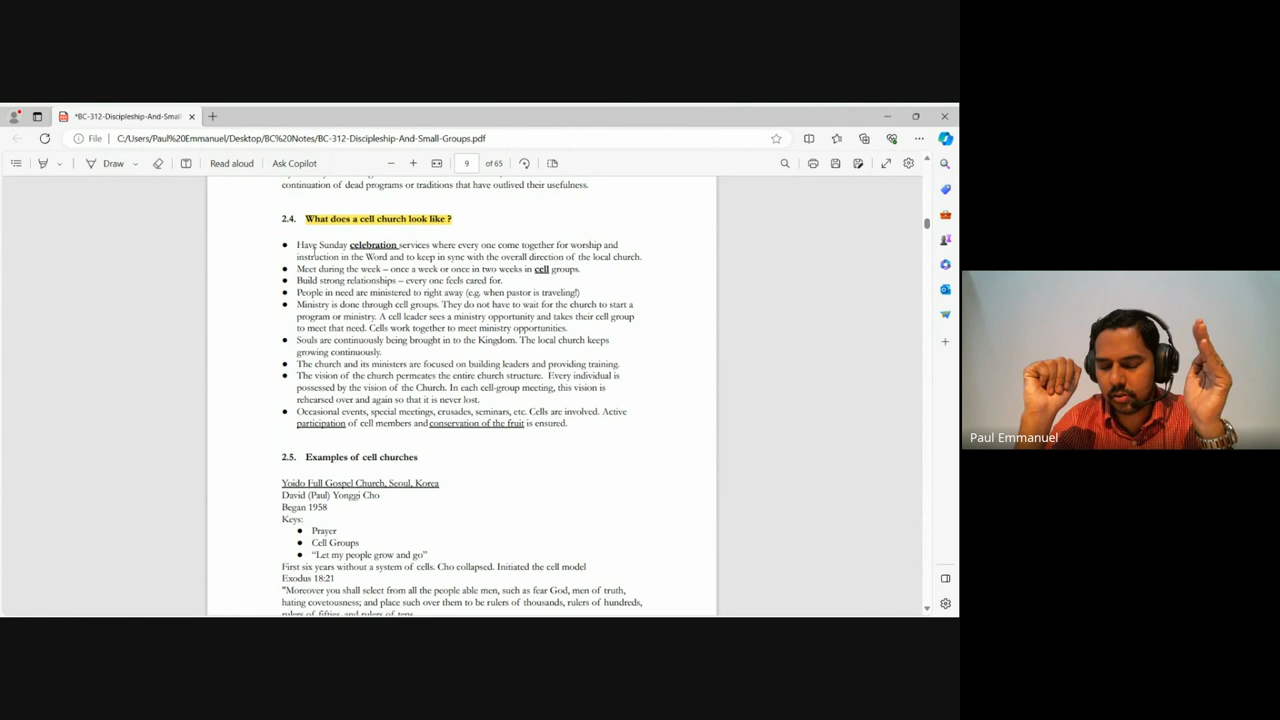 *BC-312-Discipleship-And-Smal
File
C:/Users/Paul%20Emmanuel/Desktop/BC%20Notes/BC-312-Discipleship-And-Small-Groups.pdf
Draw
Read aloud
Ask Copilot
9
of 65
continuation of dead programs or traditions that have outlived their usefulness.
2.4. What does a cell church look like ?
● Have Sunday celebration services where every one come together for worship and
instruction in the Word and to keep in sync with the overall direction of the local church.
● Meet during the week – once a week or once in two weeks in cell groups.
● Build strong relationships – every one feels cared for.
● People in need are ministered to right away (e.g. when pastor is traveling!)
● Ministry is done through cell groups. They do not have to wait for the church to start a
program or ministry. A cell leader sees a ministry opportunity and takes their cell group
to meet that need. Cells work together to meet ministry opportunities.
● Souls are continuously being brought in to the Kingdom. The local church keeps
growing continuously.
● The church and its ministers are focused on building leaders and providing training.
● The vision of the church permeates the entire church structure. Every individual is
possessed by the vision of the Church. In each cell-group meeting, this vision is
rehearsed over and again so that it is never lost.
● Occasional events, special meetings, crusades, seminars, etc. Cells are involved. Active
participation of cell members and conservation of the fruit is ensured.
2.5. Examples of cell churches
Yoido Full Gospel Church, Seoul, Korea
David (Paul) Yonggi Cho
Began 1958
Keys:
● Prayer
● Cell Groups
● “Let my people grow and go”
First six years without a system of cells. Cho collapsed. Initiated the cell model
Exodus 18:21
"Moreover you shall select from all the people able men, such as fear God, men of truth,
hating covetousness; and place such over them to be rulers of thousands, rulers of hundreds,
rulers of fifties, and rulers of tens.
Paul Emmanuel